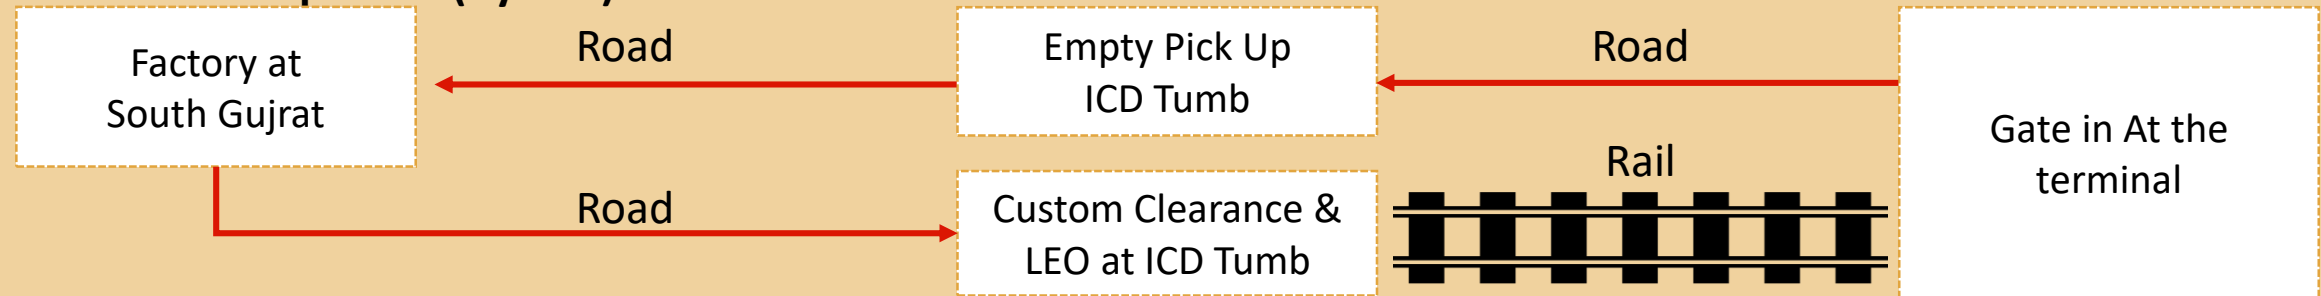 Factory at
South Gujrat
Road
Empty Pick Up
ICD Tumb
Road
Gate in At the
terminal
Rail
Road
Custom Clearance &
LEO at ICD Tumb